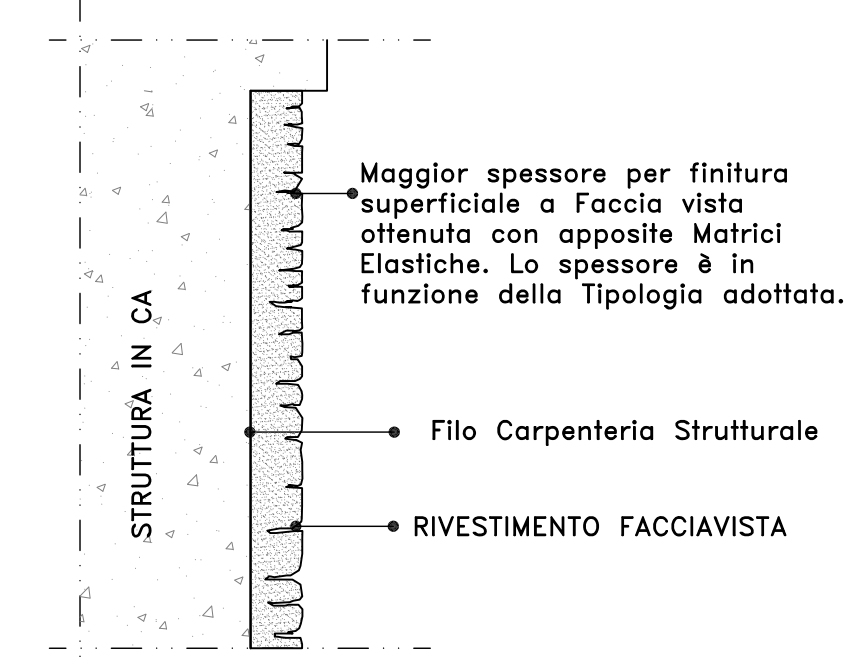 Maggior spessore per finitura
superficiale a Faccia vista
ottenuta con apposite Matrici
Elastiche. Lo spessore è in
funzione della Tipologia adottata.
STRUTTURA IN CA
Filo Carpenteria Strutturale
RIVESTIMENTO FACCIAVISTA